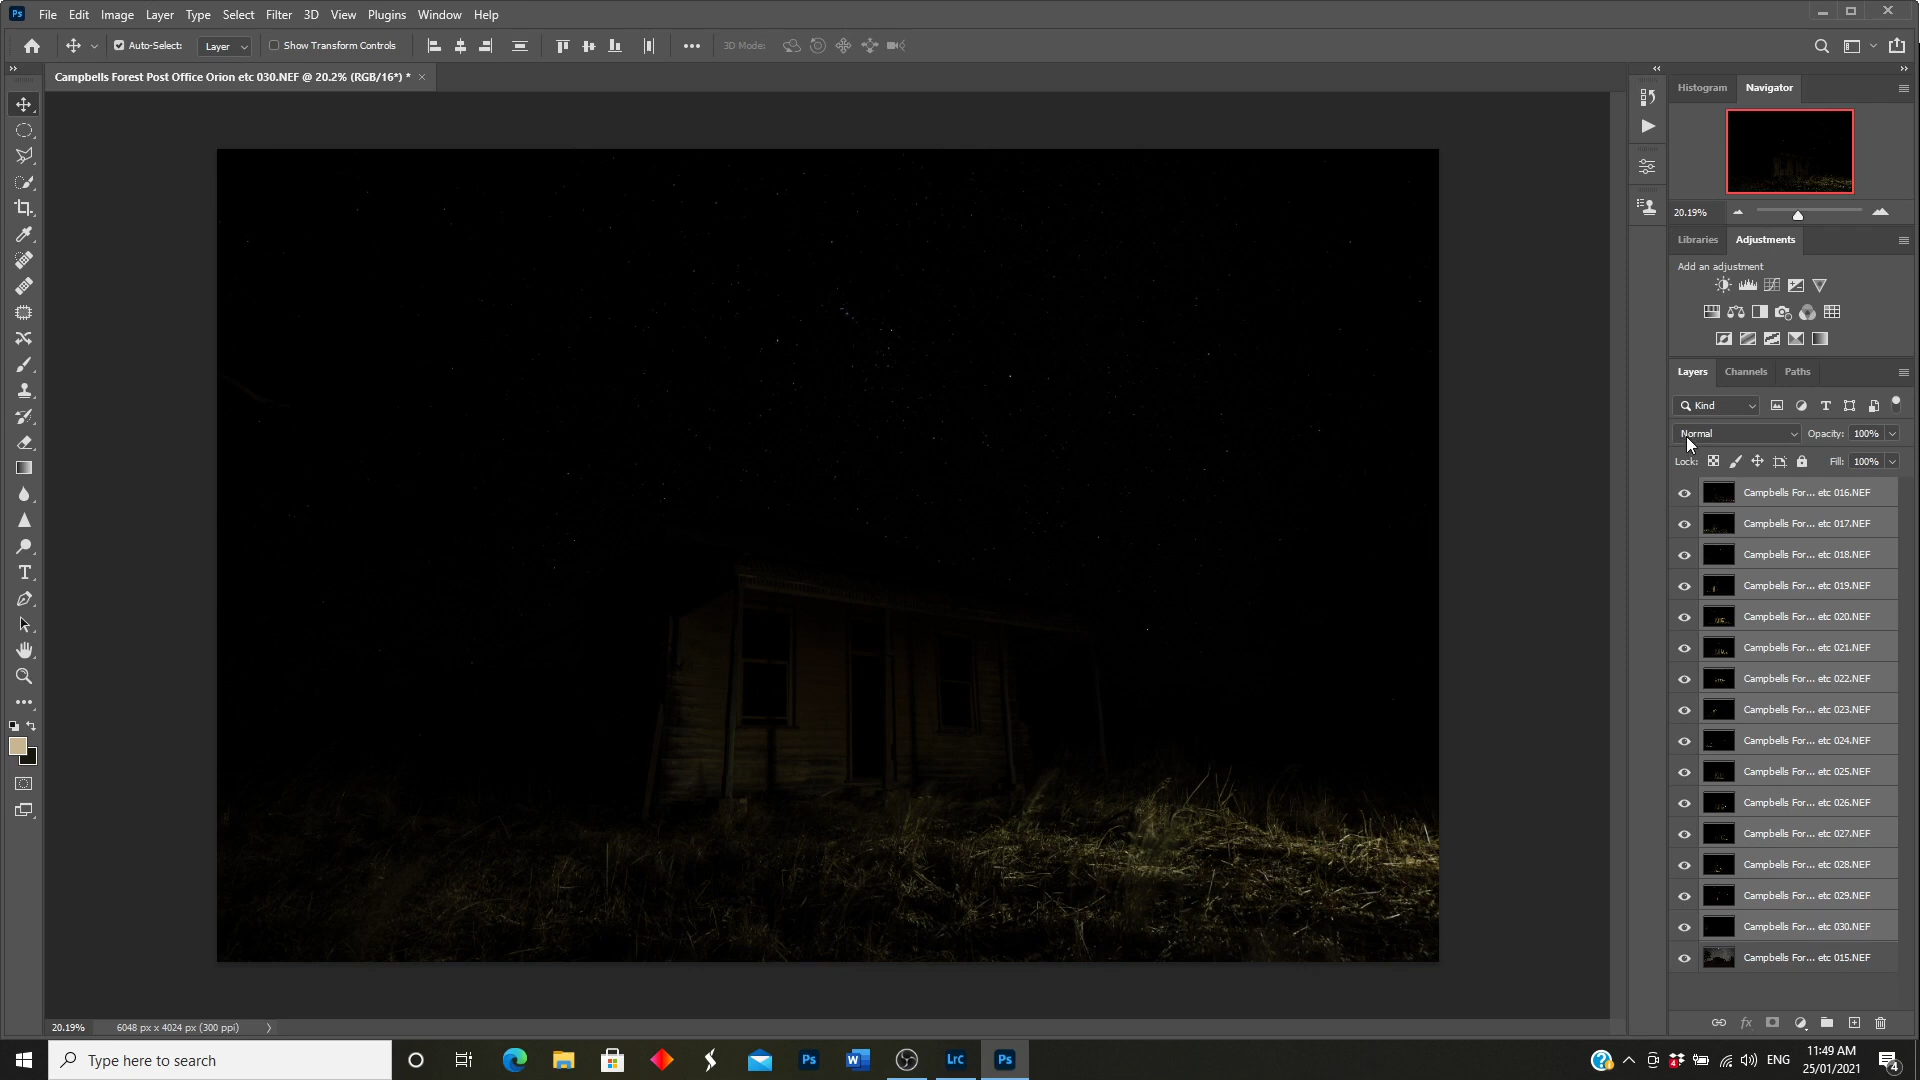 Ps File Edit Image Layer Type Select Filter 3D View Plugins Window Help
Auto-Select: Layer Show Transform Controls 3D Mode:
Campbells Forest Post Office Orion etc 030.NEF @ 20.2% (RGB/16*) *
Histogram Navigator
20.19%
Libraries Adjustments
Add an adjustment
Layers Channels Paths
Kind
Normal Opacity: 100%
Lock: Fill: 100%
Campbells For... etc 016.NEF
Campbells For... etc 017.NEF
Campbells For... etc 018.NEF
Campbells For... etc 019.NEF
Campbells For... etc 020.NEF
Campbells For... etc 021.NEF
Campbells For... etc 022.NEF
Campbells For... etc 023.NEF
Campbells For... etc 024.NEF
Campbells For... etc 025.NEF
Campbells For... etc 026.NEF
Campbells For... etc 027.NEF
Campbells For... etc 028.NEF
Campbells For... etc 029.NEF
Campbells For... etc 030.NEF
Campbells For... etc 015.NEF
fx
20.19% 6048 px x 4024 px (300 ppi)
Type here to search Ps W LrC Ps 4 ENG 11:49 AM 4
25/01/2021